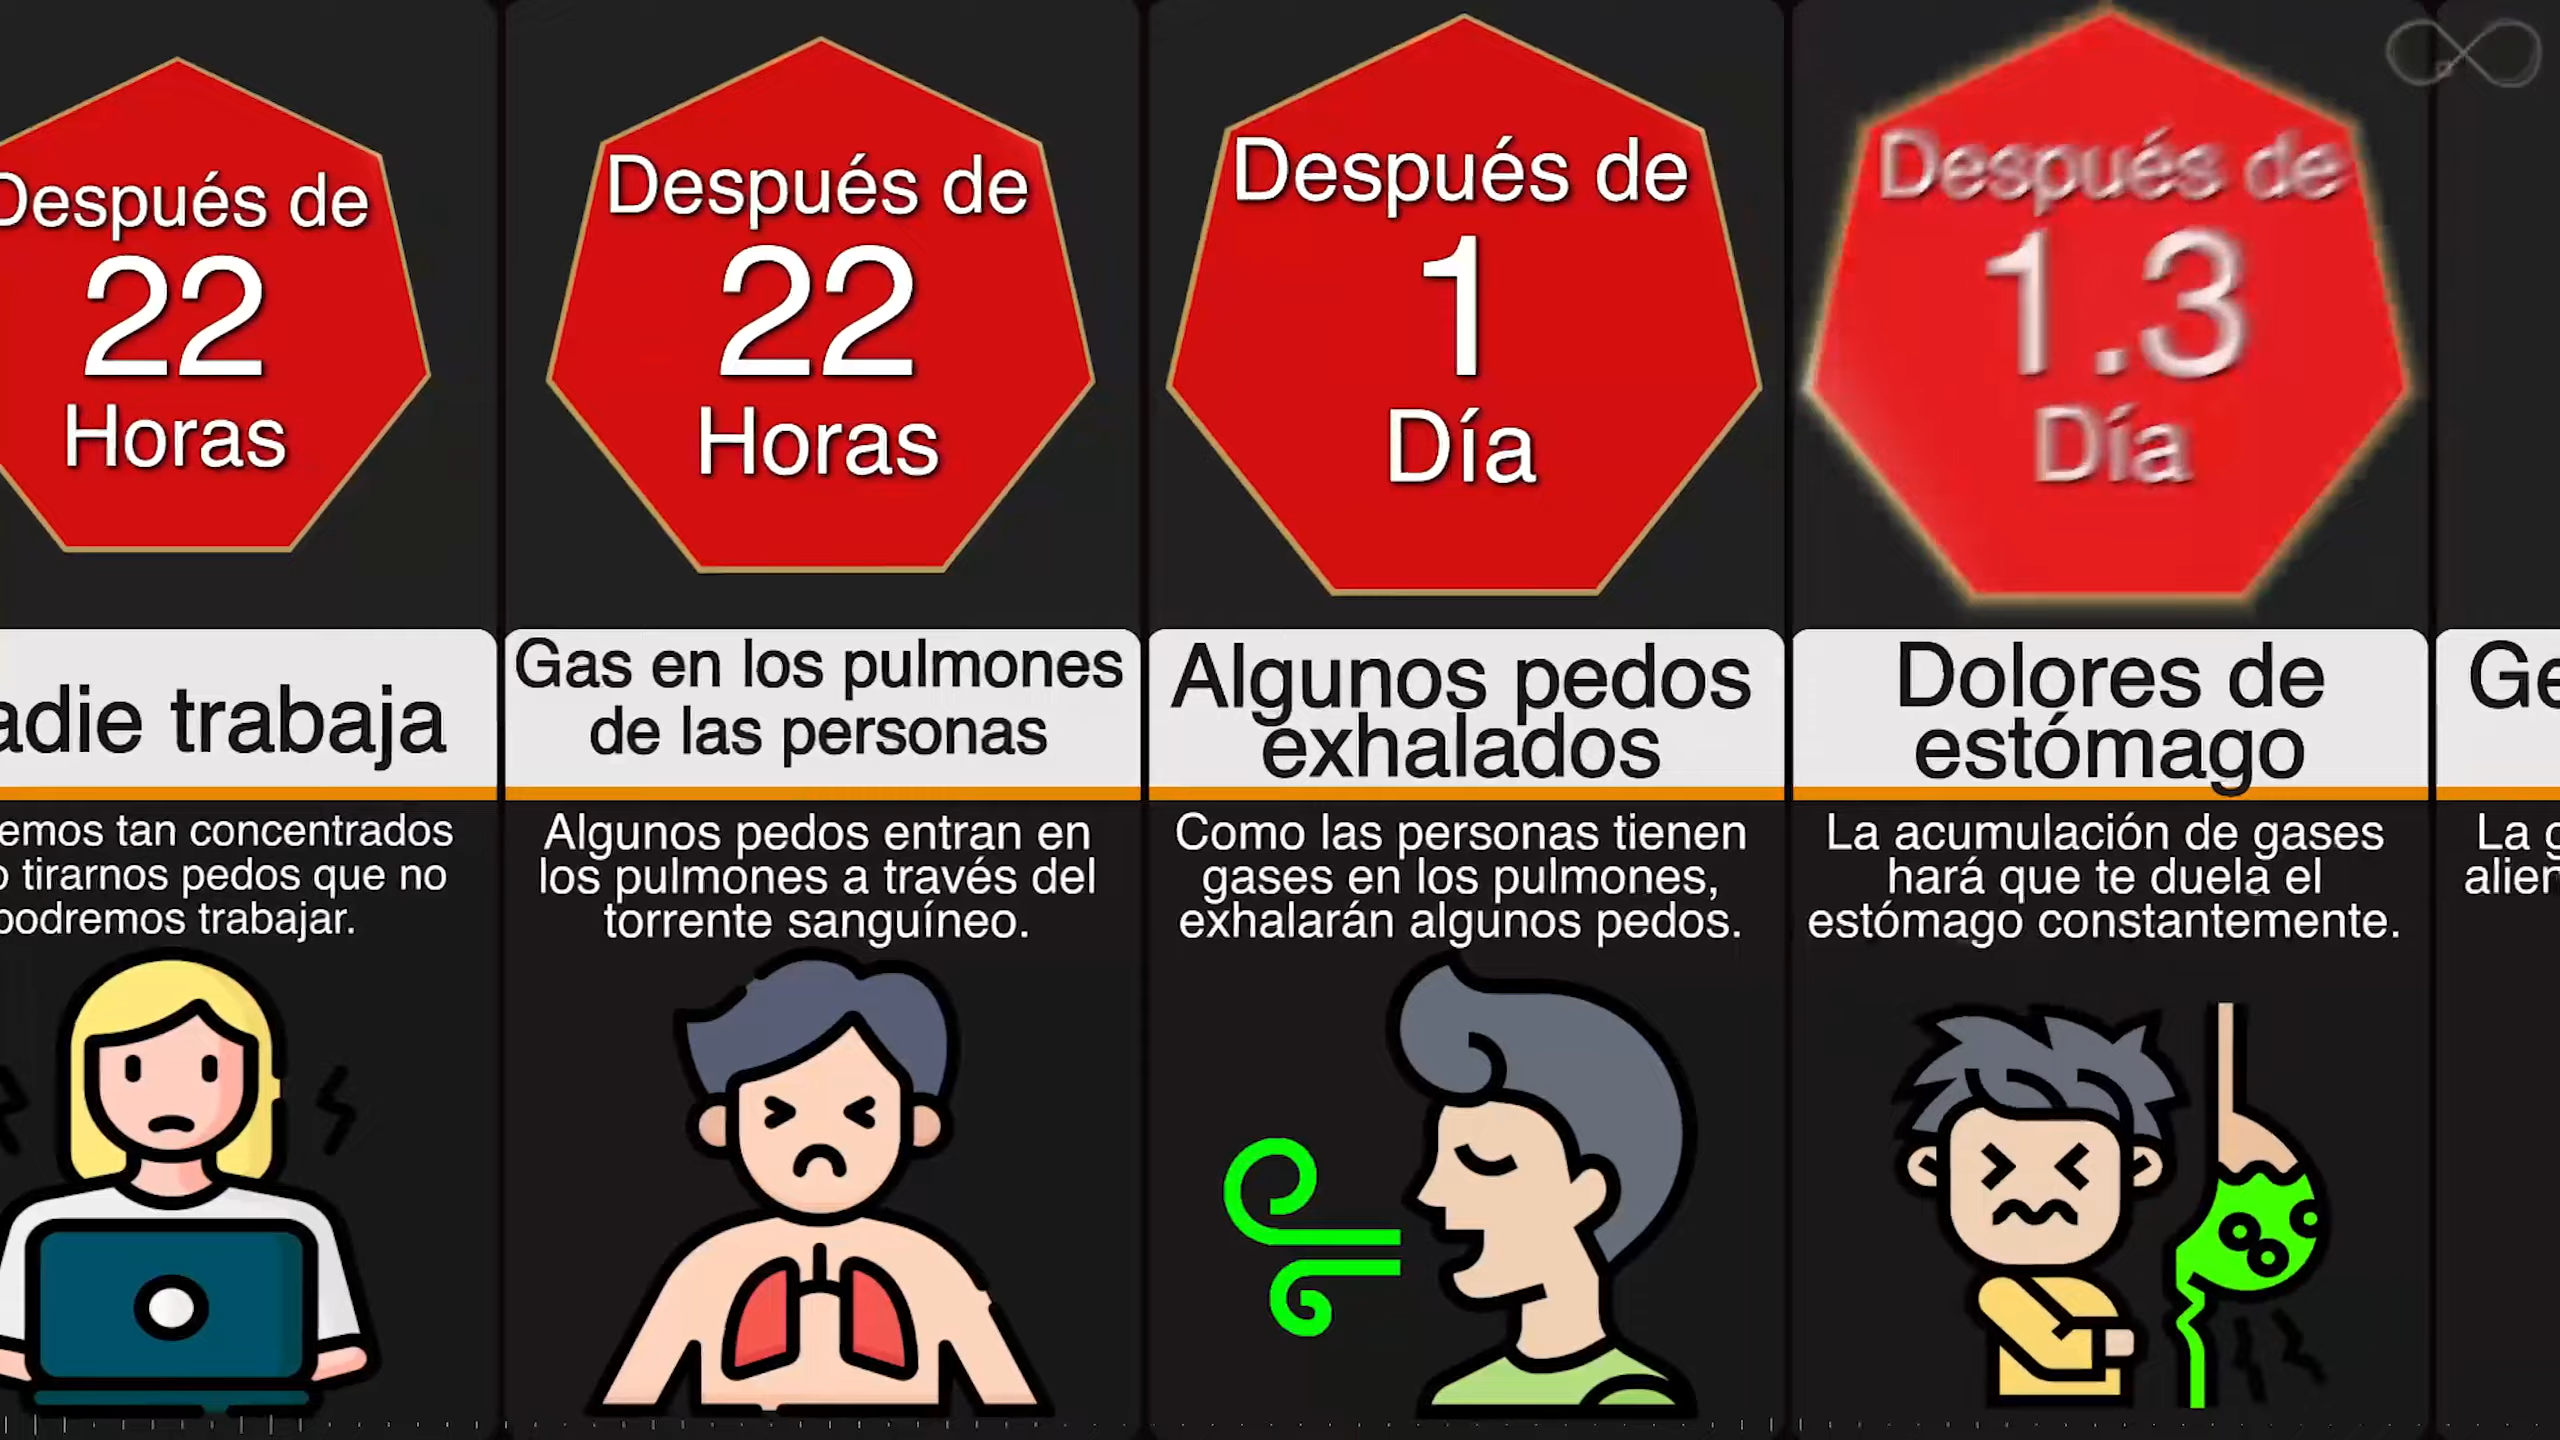 Después de
22
Horas
adie trabaja
emos tan concentrados
o tirarnos pedos que no
podremos trabajar.
Después de
22
Horas
Gas en los pulmones
de las personas
Algunos pedos entran en
los pulmones a través del
torrente sanguíneo.
Después de
1
Día
Algunos pedos
exhalados
Como las personas tienen
gases en los pulmones,
exhalarán algunos pedos.
Después de
1.3
Día
Dolores de
estómago
La acumulación de gases
hará que te duela el
estómago constantemente.
Ge
La g
alien